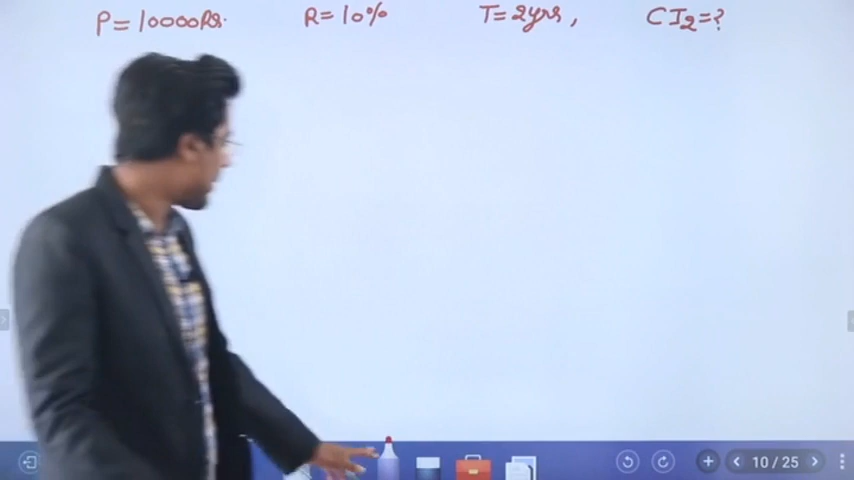 P = 10000Rs. R = 10% T = 2yrs, CI2 = ?
10 / 25